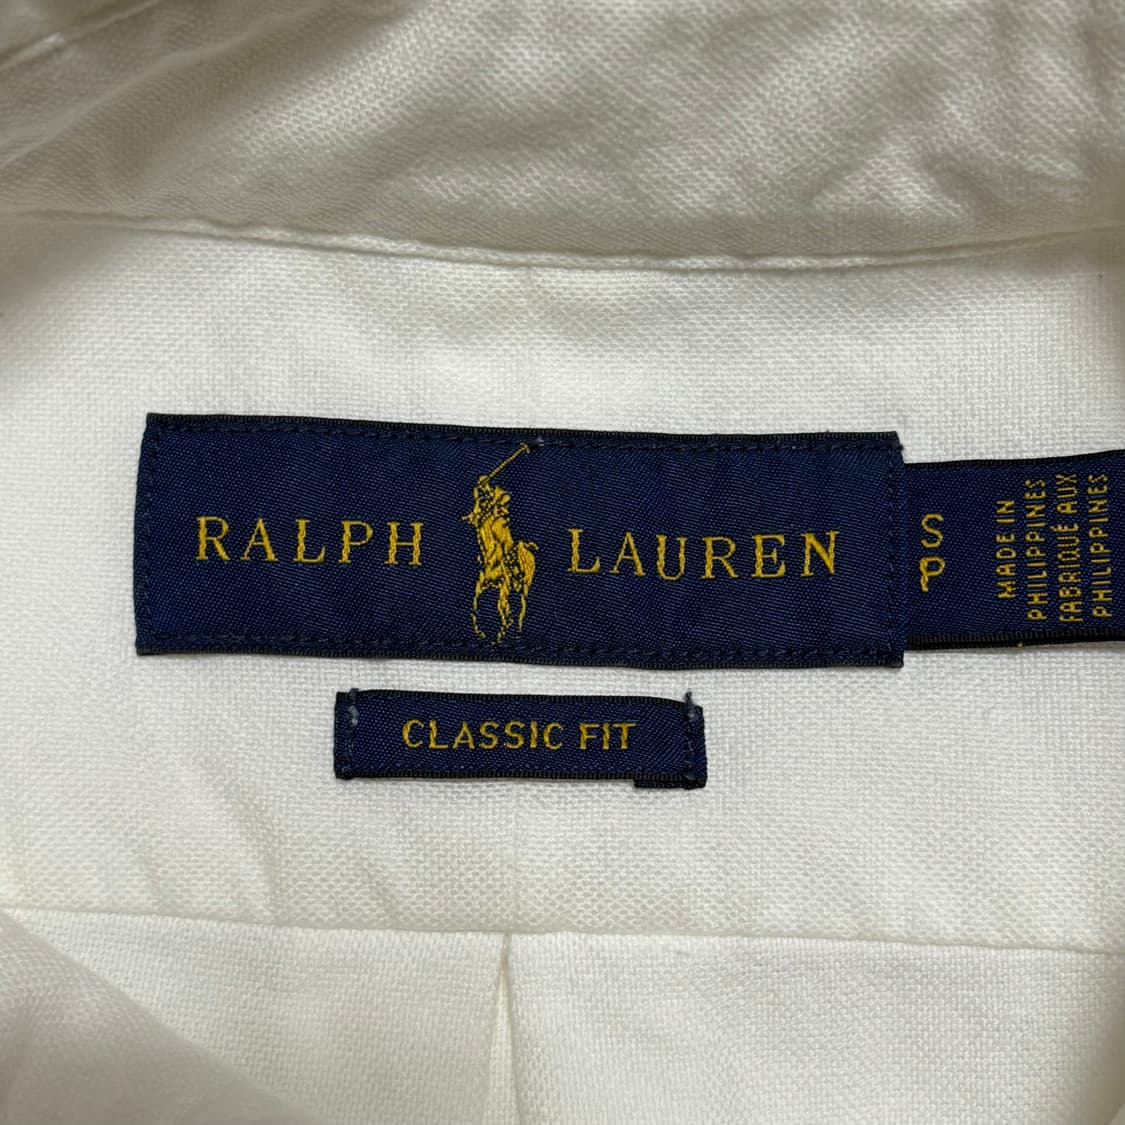 RALPH LAUREN
CLASSIC FIT
S
P
MADE IN
PHILIPPINES
FABRIQUÉ AUX
PHILIPPINES